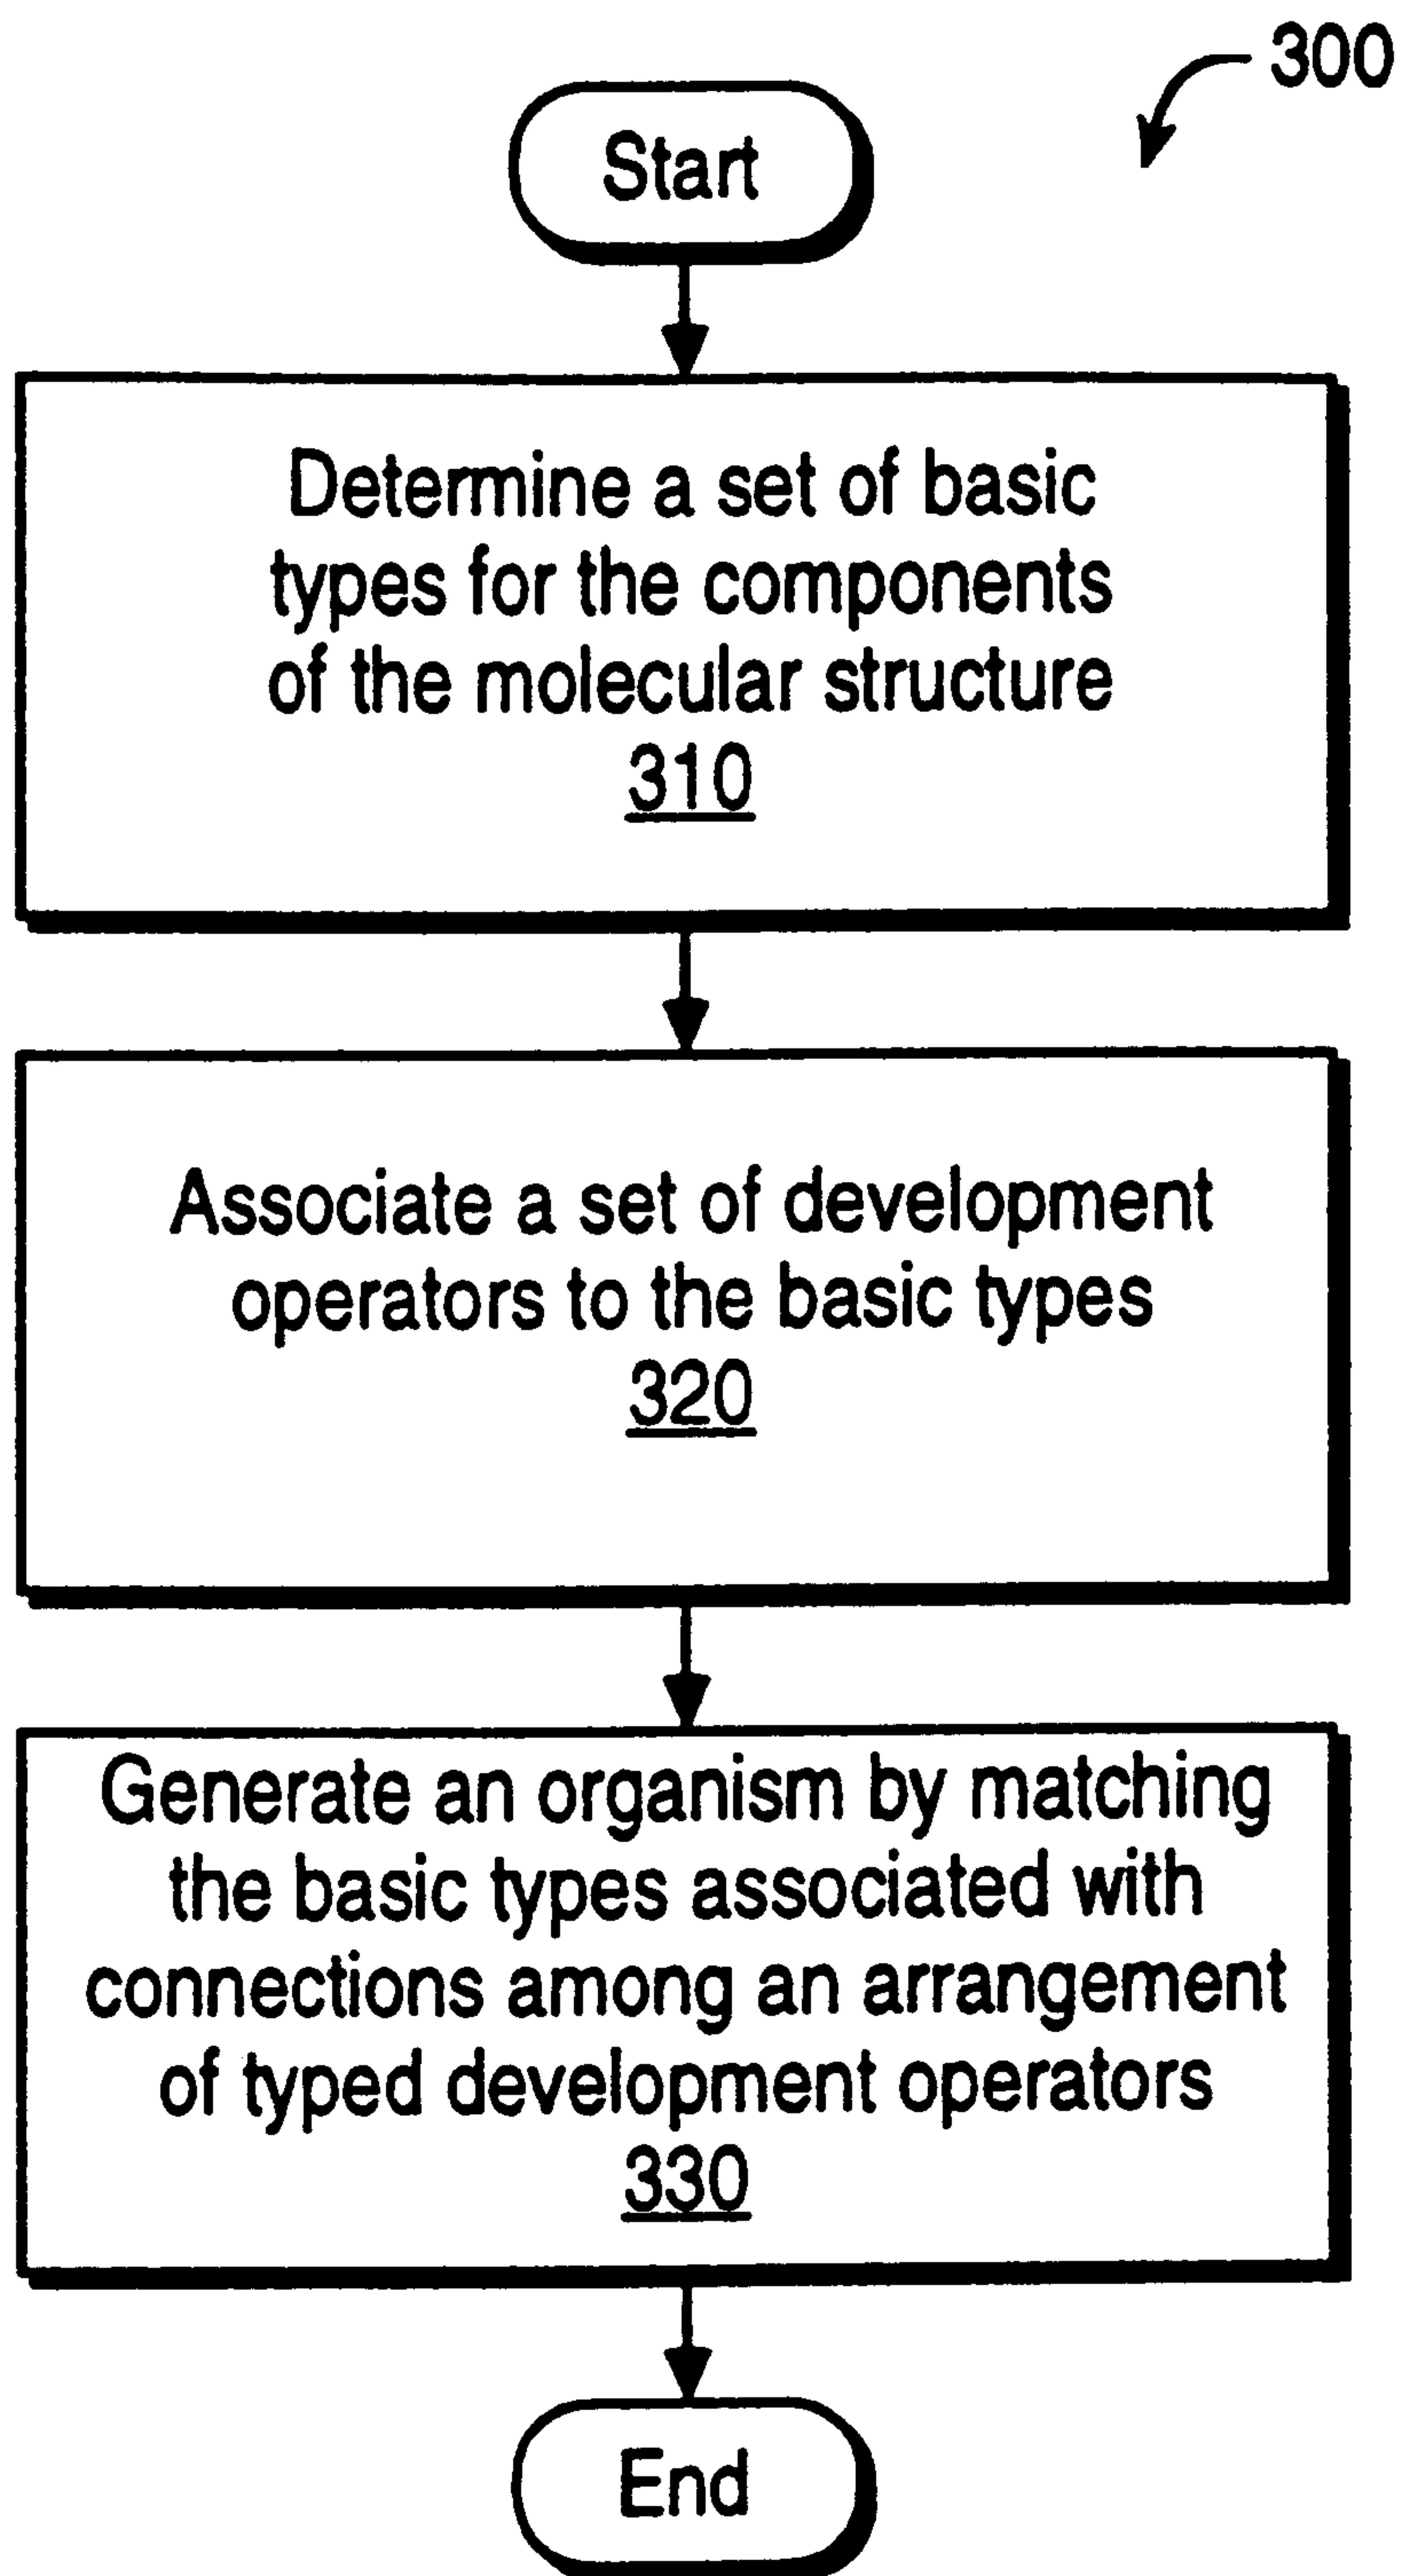 300
Start
Determine a set of basic
types for the components
of the molecular structure
310
Associate a set of development
operators to the basic types
320
Generate an organism by matching
the basic types associated with
connections among an arrangement
of typed development operators
330
End